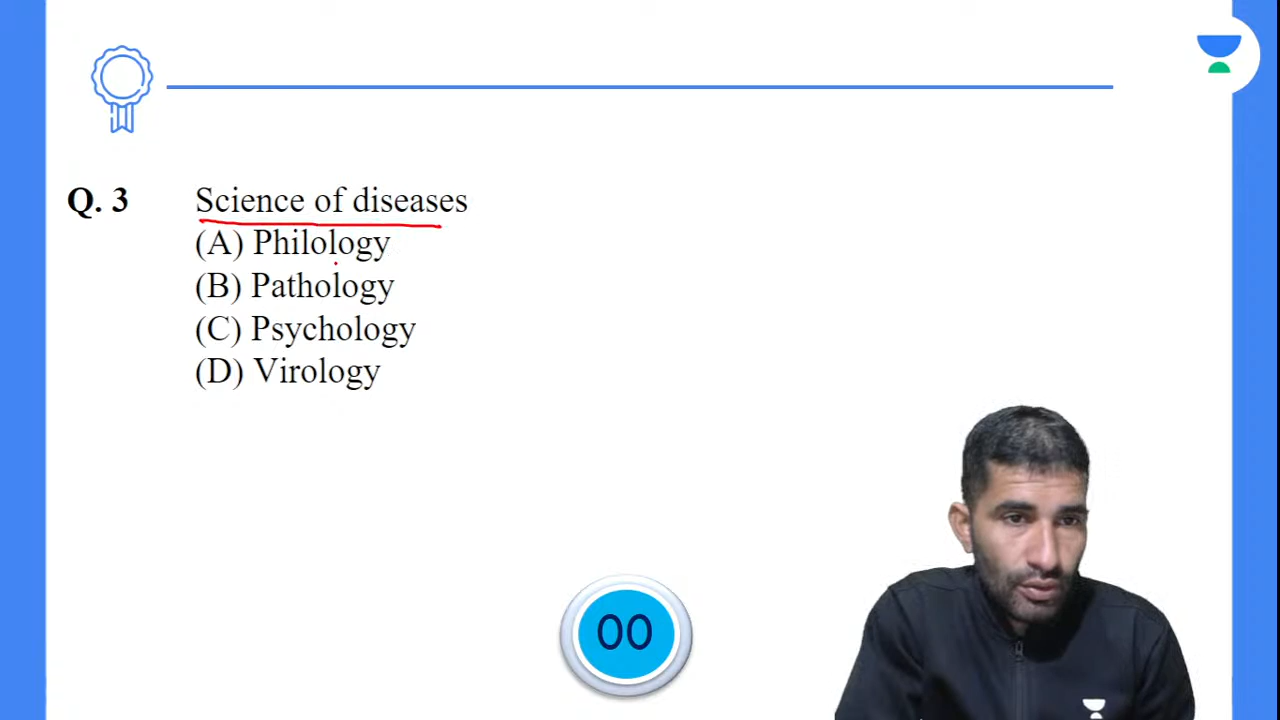 Q. 3 Science of diseases
(A) Philology
(B) Pathology
(C) Psychology
(D) Virology
00